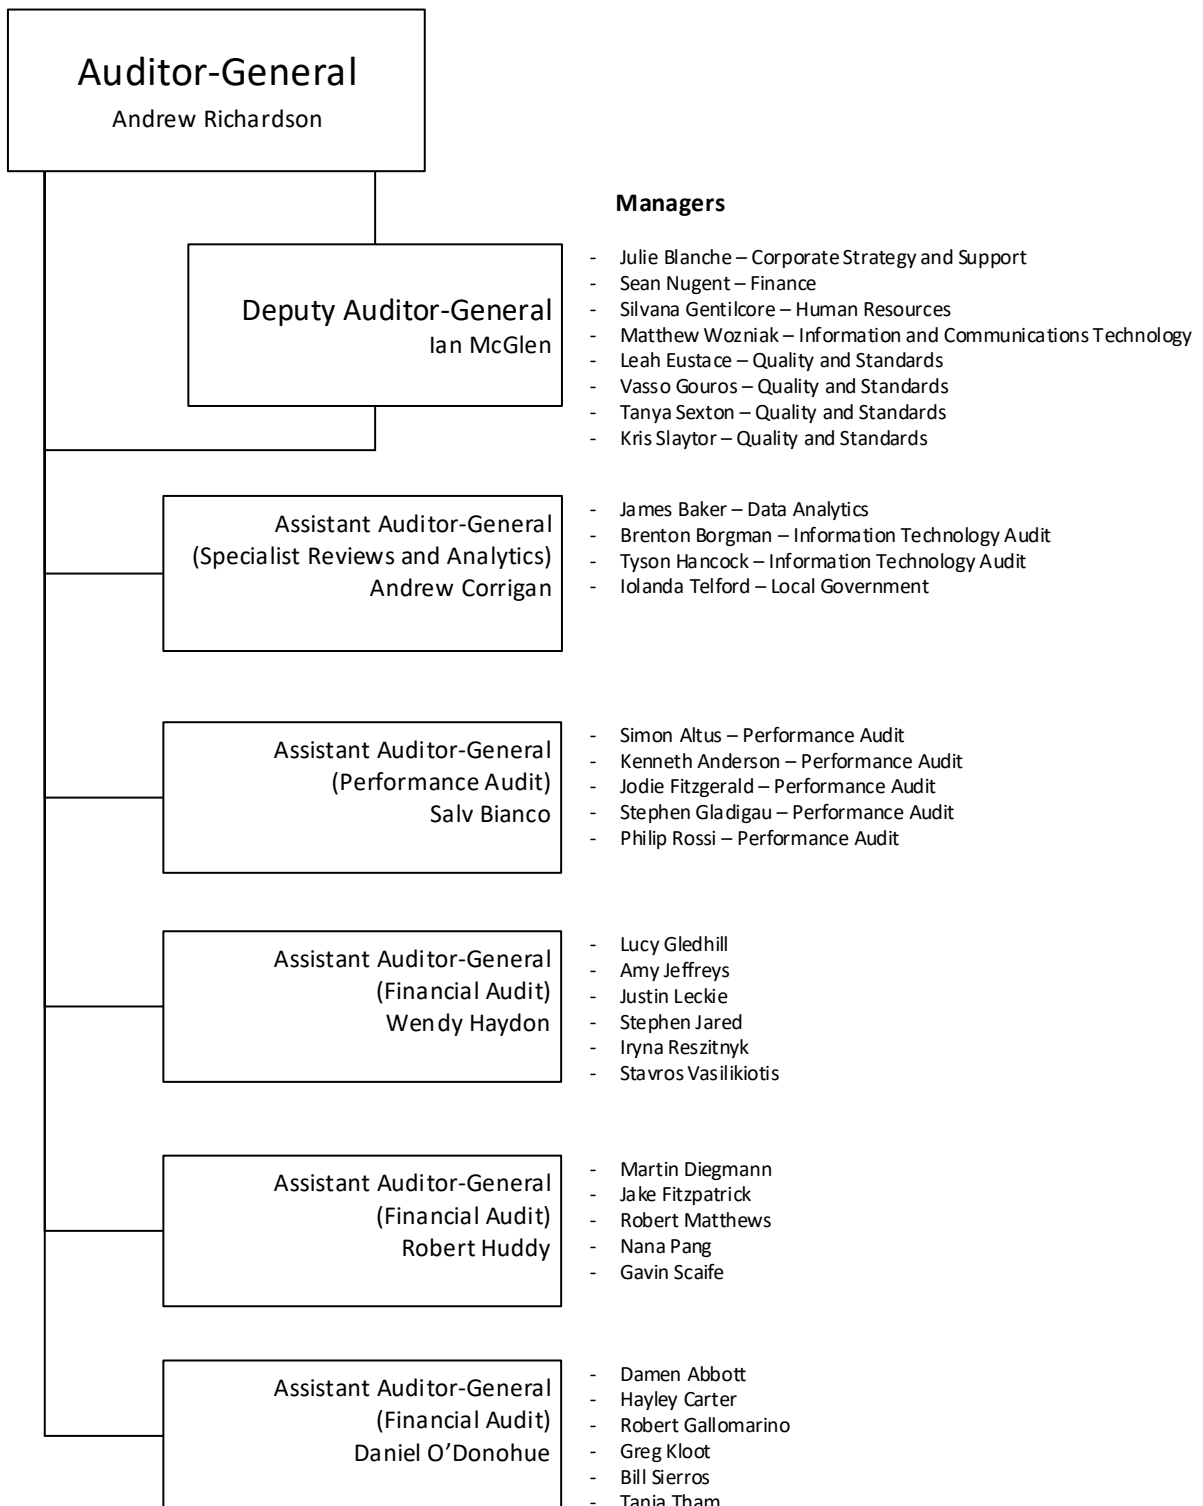 Auditor-General
Andrew Richardson
Managers
Deputy Auditor-General
Ian McGlen
- Julie Blanche – Corporate Strategy and Support
- Sean Nugent – Finance
- Silvana Gentilcore – Human Resources
- Matthew Wozniak – Information and Communications Technology
- Leah Eustace – Quality and Standards
- Vasso Gouros – Quality and Standards
- Tanya Sexton – Quality and Standards
- Kris Slaytor – Quality and Standards
Assistant Auditor-General
(Specialist Reviews and Analytics)
Andrew Corrigan
- James Baker – Data Analytics
- Brenton Borgman – Information Technology Audit
- Tyson Hancock – Information Technology Audit
- Iolanda Telford – Local Government
Assistant Auditor-General
(Performance Audit)
Salv Bianco
- Simon Altus – Performance Audit
- Kenneth Anderson – Performance Audit
- Jodie Fitzgerald – Performance Audit
- Stephen Gladigau – Performance Audit
- Philip Rossi – Performance Audit
Assistant Auditor-General
(Financial Audit)
Wendy Haydon
- Lucy Gledhill
- Amy Jeffreys
- Justin Leckie
- Stephen Jared
- Iryna Reszitnyk
- Stavros Vasilikiotis
Assistant Auditor-General
(Financial Audit)
Robert Huddy
- Martin Diegmann
- Jake Fitzpatrick
- Robert Matthews
- Nana Pang
- Gavin Scaife
Assistant Auditor-General
(Financial Audit)
Daniel O’Donohue
- Damen Abbott
- Hayley Carter
- Robert Gallomarino
- Greg Kloot
- Bill Sierros
- Tania Tham